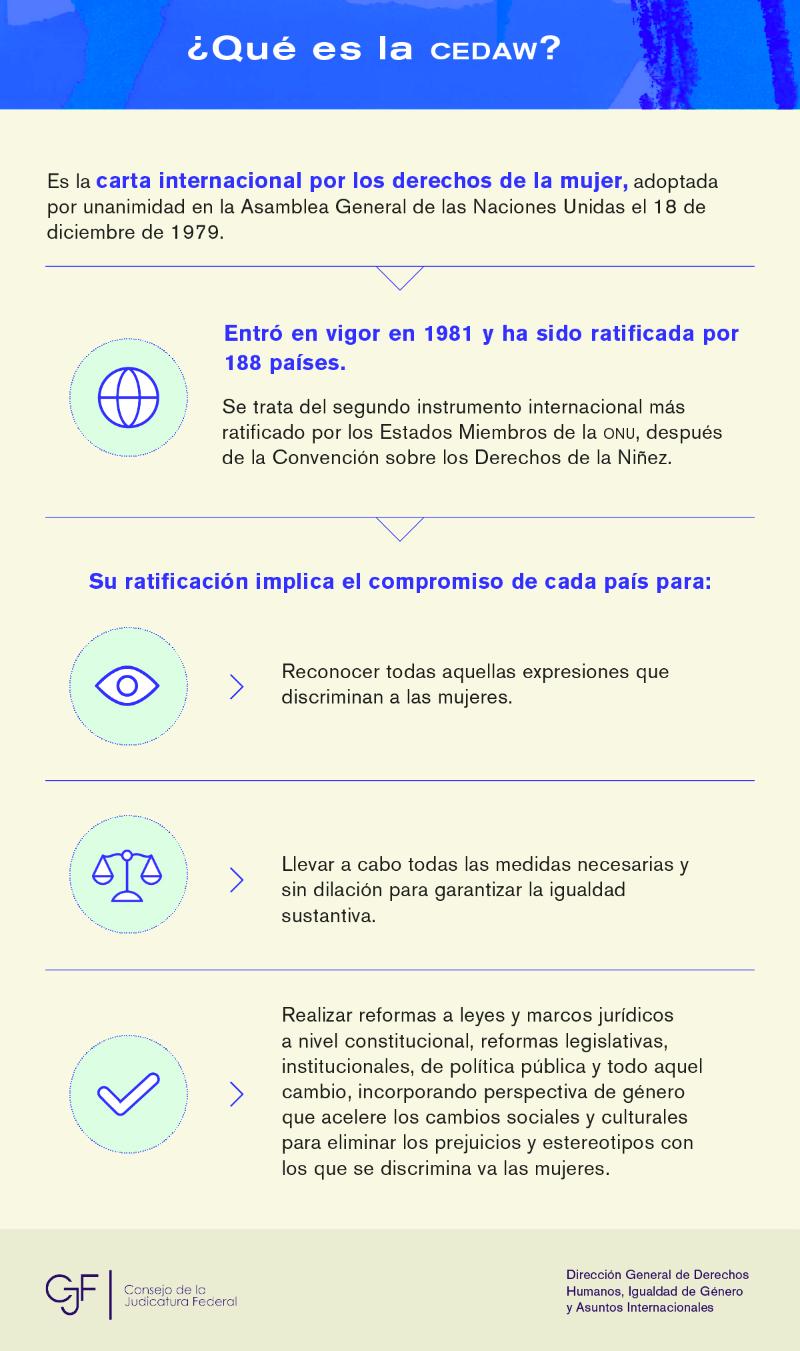 ¿Qué es la CEDAW?
Es la carta internacional por los derechos de la mujer, adoptada
por unanimidad en la Asamblea General de las Naciones Unidas el 18 de
diciembre de 1979.
Entró en vigor en 1981 y ha sido ratificada por
188 países.
Se trata del segundo instrumento internacional más
ratificado por los Estados Miembros de la ONU, después
de la Convención sobre los Derechos de la Niñez.
Su ratificación implica el compromiso de cada país para:
Reconocer todas aquellas expresiones que
discriminan a las mujeres.
Llevar a cabo todas las medidas necesarias y
sin dilación para garantizar la igualdad
sustantiva.
Realizar reformas a leyes y marcos jurídicos
a nivel constitucional, reformas legislativas,
institucionales, de política pública y todo aquel
cambio, incorporando perspectiva de género
que acelere los cambios sociales y culturales
para eliminar los prejuicios y estereotipos con
los que se discrimina va las mujeres.
CJF
Consejo de la
Judicatura Federal
Dirección General de Derechos
Humanos, Igualdad de Género
y Asuntos Internacionales